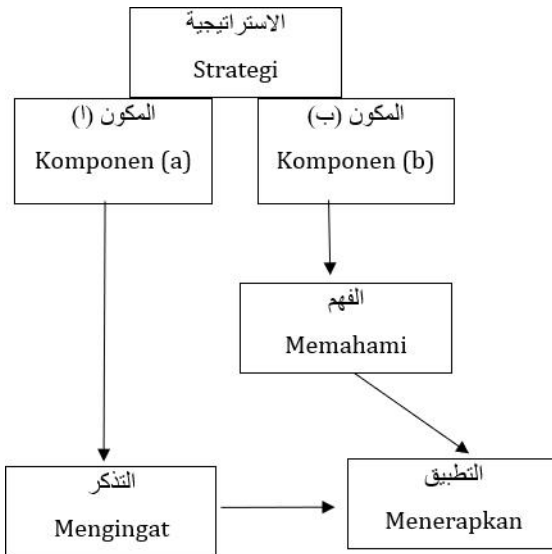 الاستراتيجية
Strategi
المكون (ا)
Komponen (a)
المكون (ب)
Komponen (b)
الفهم
Memahami
التذكر
Mengingat
التطبيق
Menerapkan